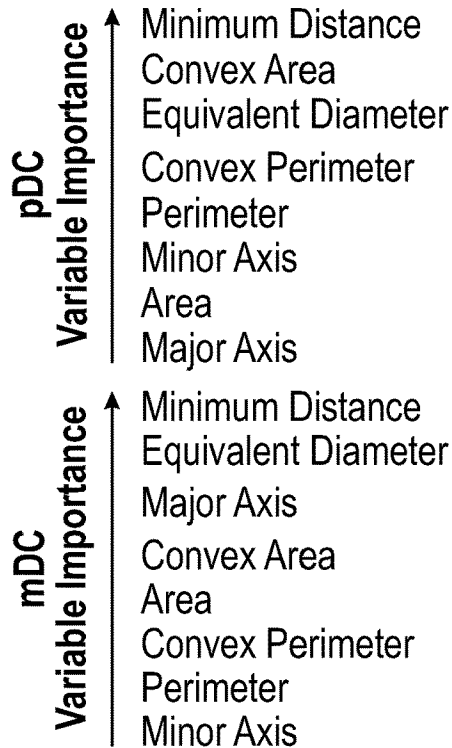 pDC
Variable Importance
Minimum Distance
Convex Area
Equivalent Diameter
Convex Perimeter
Perimeter
Minor Axis
Area
Major Axis
mDC
Variable Importance
Minimum Distance
Equivalent Diameter
Major Axis
Convex Area
Area
Convex Perimeter
Perimeter
Minor Axis